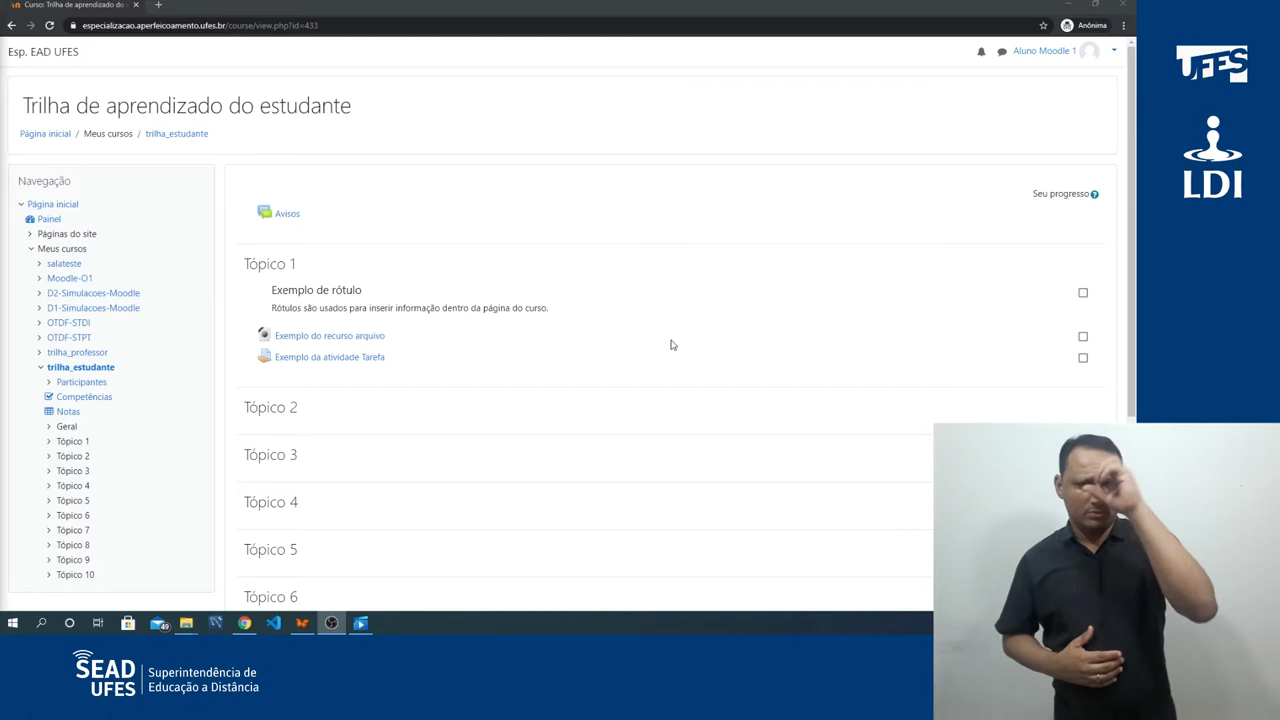 Curso: Trilha de aprendizado do
especializacao.aperfeicoamento.ufes.br/course/view.php?id=433
Anônima
Esp. EAD UFES
Aluno Moodle 1
Trilha de aprendizado do estudante
Página inicial / Meus cursos / trilha_estudante
Navegação
Página inicial
Painel
Páginas do site
Meus cursos
salateste
Moodle-O1
D2-Simulacoes-Moodle
D1-Simulacoes-Moodle
OTDF-STDI
OTDF-STPT
trilha_professor
trilha_estudante
Participantes
Competências
Notas
Geral
Tópico 1
Tópico 2
Tópico 3
Tópico 4
Tópico 5
Tópico 6
Tópico 7
Tópico 8
Tópico 9
Tópico 10
Seu progresso
Avisos
Tópico 1
Exemplo de rótulo
Rótulos são usados para inserir informação dentro da página do curso.
Exemplo do recurso arquivo
Exemplo da atividade Tarefa
Tópico 2
Tópico 3
Tópico 4
Tópico 5
Tópico 6
49
UFES
LDI
SEAD
UFES
Superintendência de
Educação a Distância